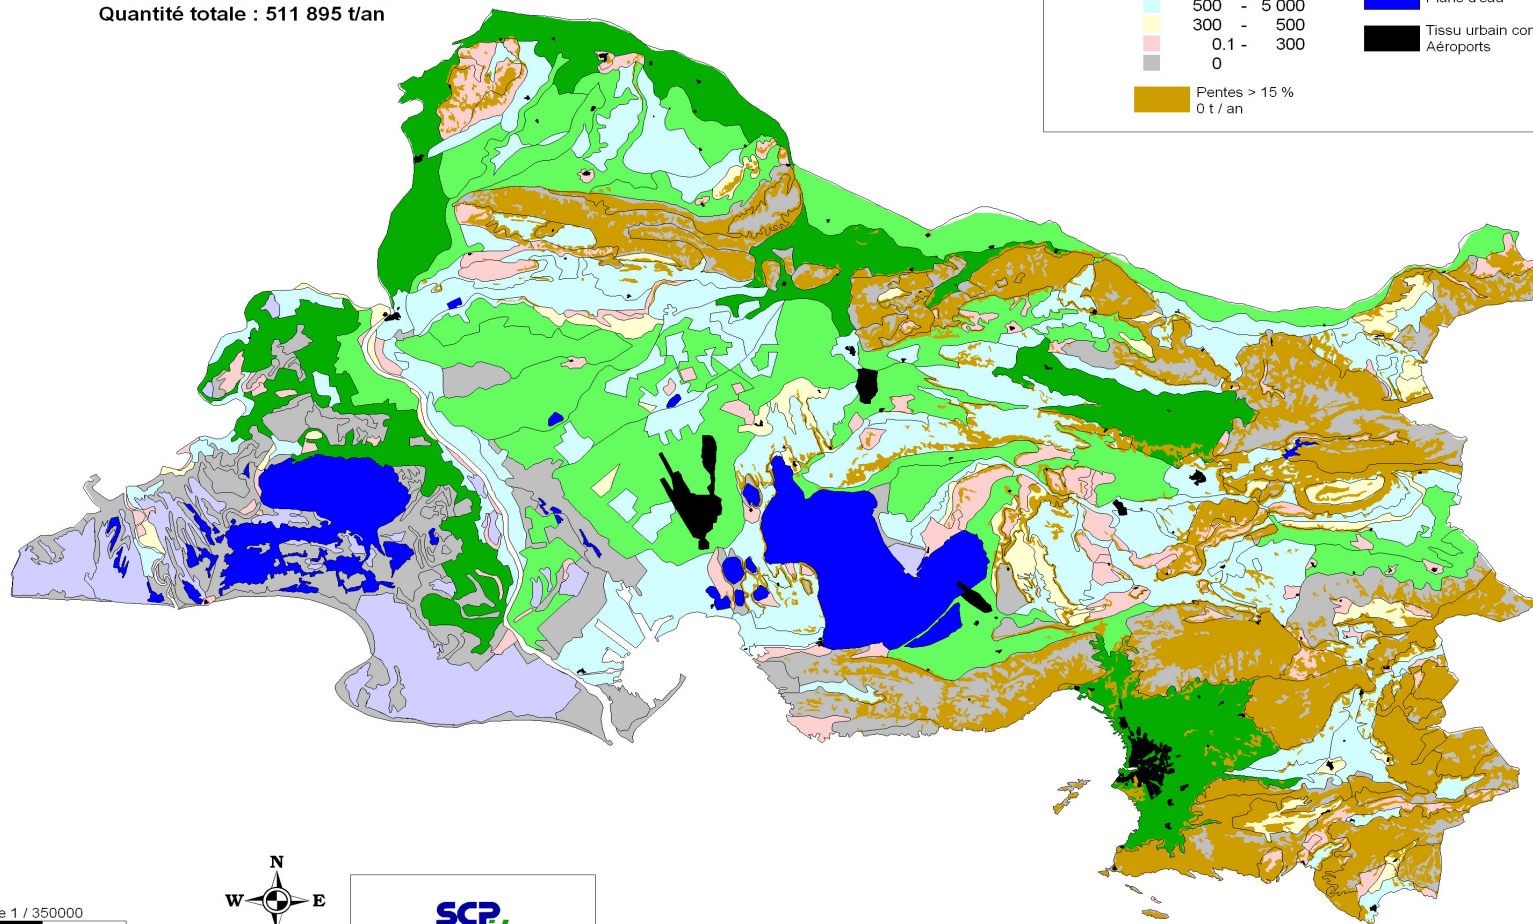 Quantité totale : 511 895 t/an
500 - 5 000
300 - 500
0.1 - 300
0
Pentes > 15 %
0 t / an
Tissu urbain
Aéroports
N
W E
1 / 350000
SCP